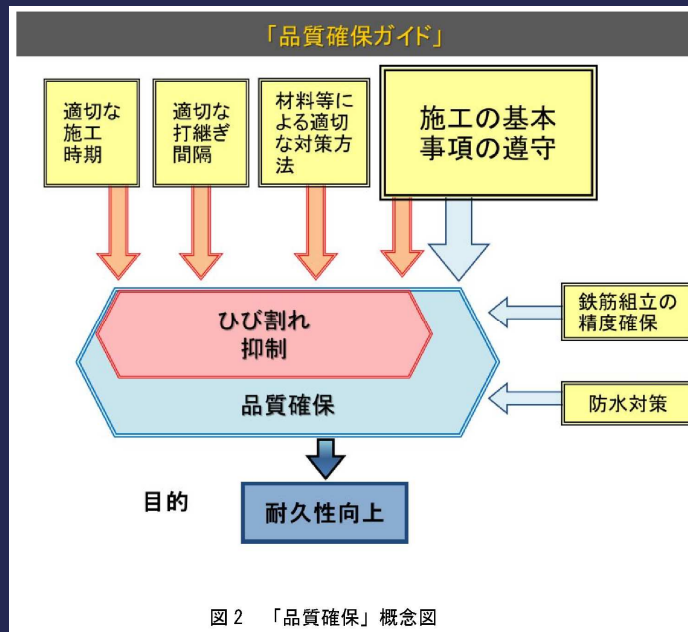 「品質確保ガイド」
適切な
施工
時期
適切な
打継ぎ
間隔
材料等に
よる適切
な対策方
法
施工の基本
事項の遵守
ひび割れ
抑制
鉄筋組立の
精度確保
品質確保
防水対策
目的
耐久性向上
図2 「品質確保」概念図